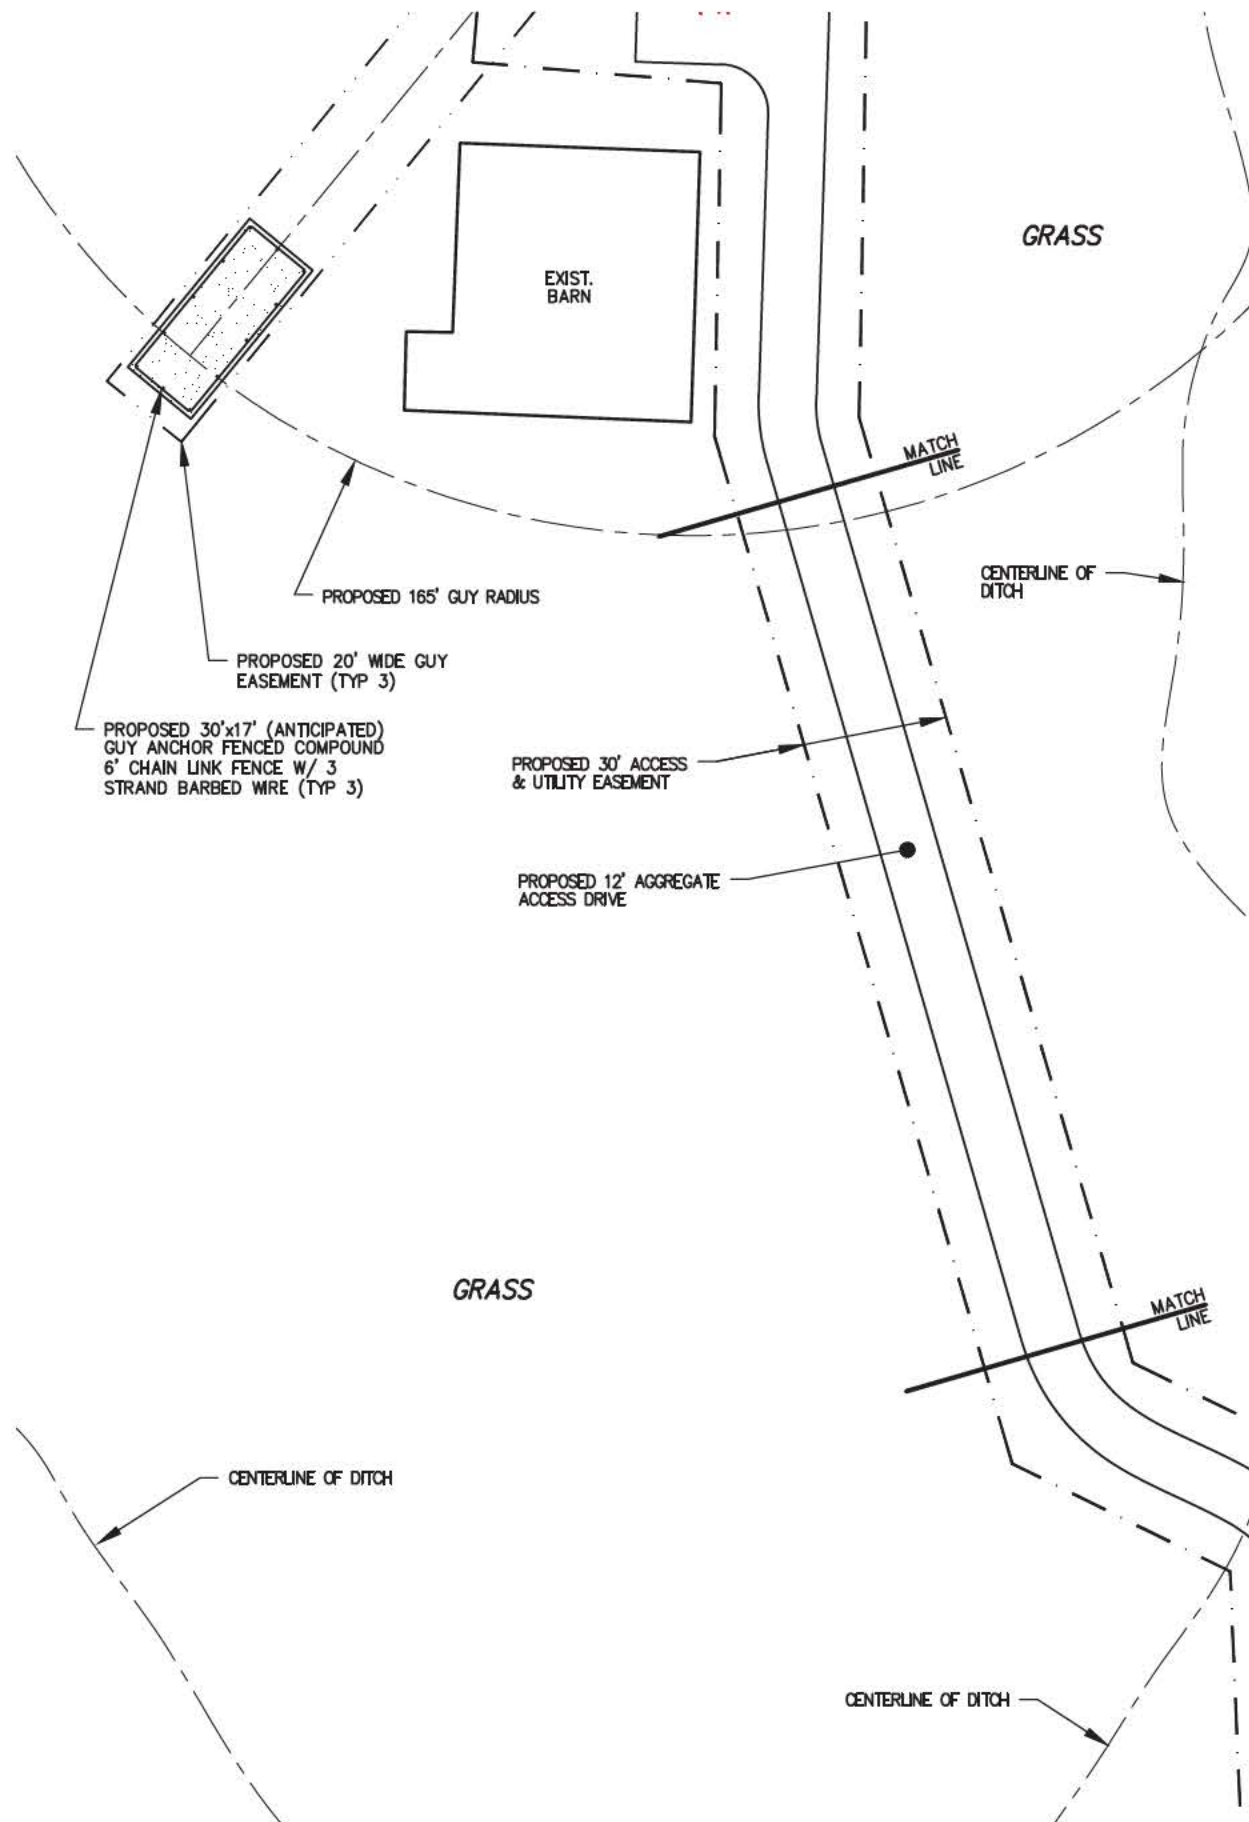 GRASS
EXIST.
BARN
MATCH
LINE
CENTERLINE OF
DITCH
PROPOSED 165' GUY RADIUS
PROPOSED 20' WIDE GUY
EASEMENT (TYP 3)
PROPOSED 30'x17' (ANTICIPATED)
GUY ANCHOR FENCED COMPOUND
6' CHAIN LINK FENCE W/ 3
STRAND BARBED WIRE (TYP 3)
PROPOSED 30' ACCESS
& UTILITY EASEMENT
PROPOSED 12' AGGREGATE
ACCESS DRIVE
GRASS
MATCH
LINE
CENTERLINE OF DITCH
CENTERLINE OF DITCH